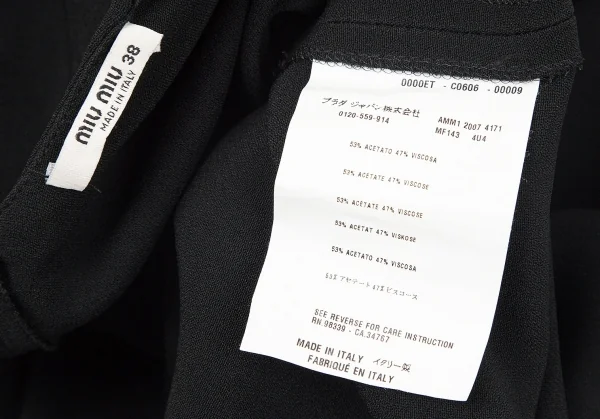 miu miu 38
MADE IN ITALY
0000ET - C0606 - 00009
プラダ ジャパン株式会社
0120-559-914
AMM1 2007 4171
MF143 4U4
53% ACETATO 47% VISCOSA
53% ACETATE 47% VISCOSE
53% ACETATE 47% VISCOSE
53% ACETAT 47% VISKOSE
53% ACETATO 47% VISCOSA
53% アセテート 47% ビスコース
SEE REVERSE FOR CARE INSTRUCTION
RN 98339 - CA.34767
MADE IN ITALY イタリー製
FABRIQUÉ EN ITALY